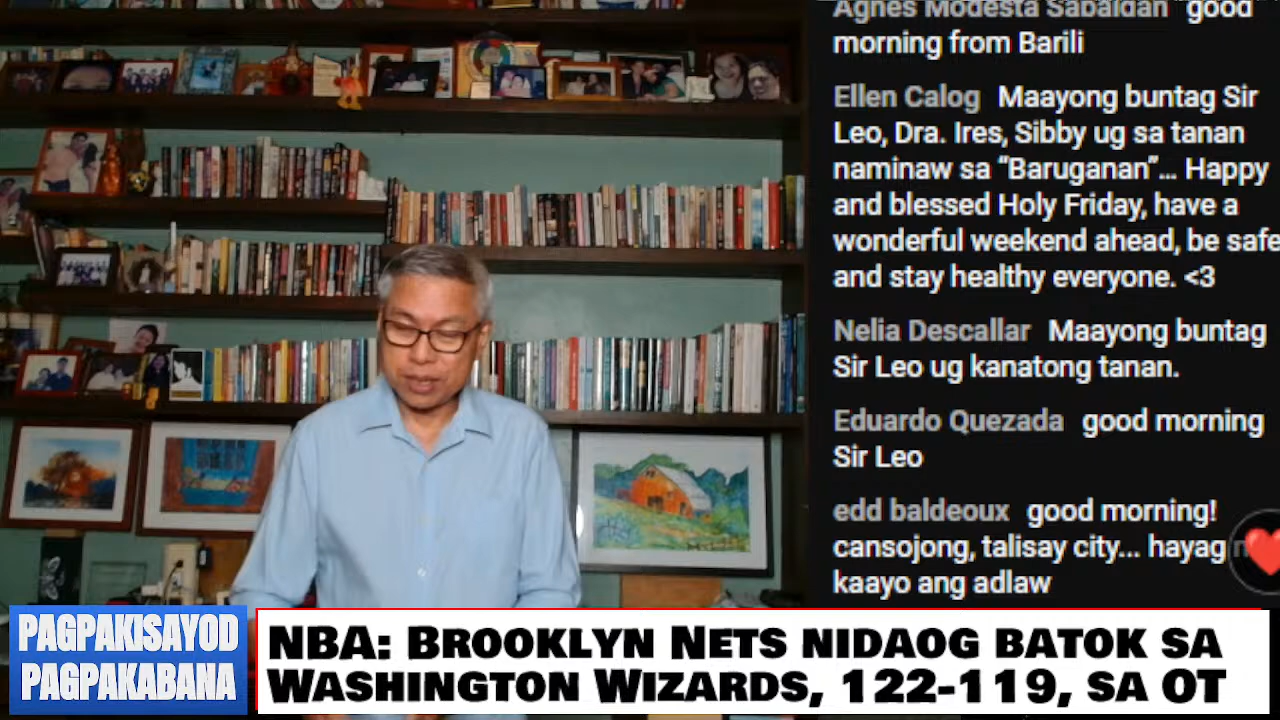 Agnes Modesta Sabaldan good
morning from Barili
Ellen Calog Maayong buntag Sir
Leo, Dra. Ires, Sibby ug sa tanan
naminaw sa “Baruganan”... Happy
and blessed Holy Friday, have a
wonderful weekend ahead, be safe
and stay healthy everyone. <3
Nelia Descallar Maayong buntag
Sir Leo ug kanatong tanan.
Eduardo Quezada good morning
Sir Leo
edd baldeoux good morning!
cansojong, talisay city... hayag
kaayo ang adlaw
PAGPAKISAYOD
PAGPAKABANA
NBA: Brooklyn Nets nidaog batok sa
Washington Wizards, 122-119, sa OT